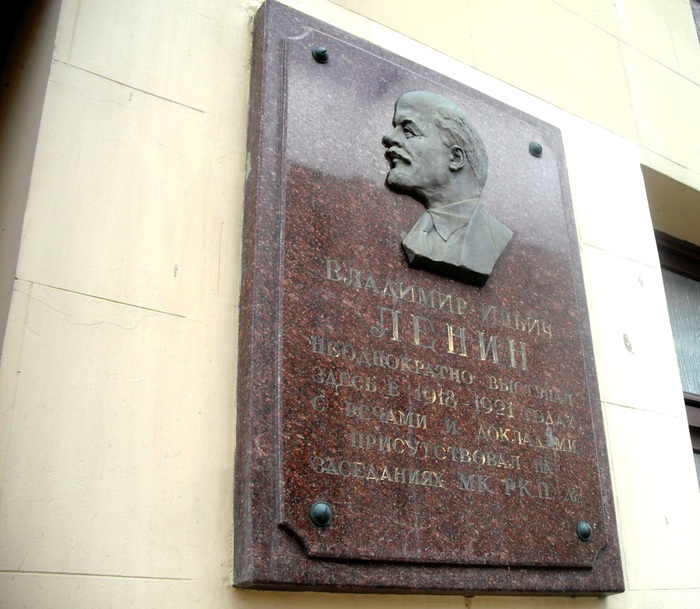 ВЛАДИМИР ИЛЬИЧ
ЛЕНИН
НЕОДНОКРАТНО ВЫСТУПАЛ
ЗДЕСЬ В 1918 1921 ГОДАХ
С РЕЧАМИ И ДОКЛАДАМИ
ПРИСУТСТВОВАЛ НА
ЗАСЕДАНИЯХ МК РКП